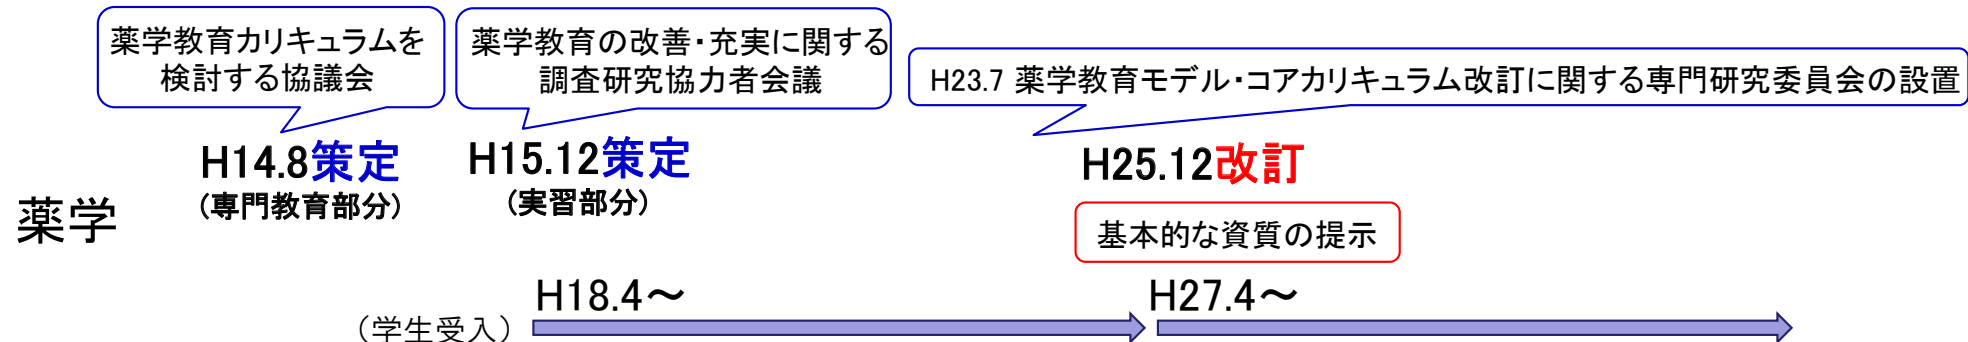 薬学教育カリキュラムを
検討する協議会
薬学教育の改善・充実に関する
調査研究協力者会議
H23.7 薬学教育モデル・コアカリキュラム改訂に関する専門研究委員会の設置
H14.8策定
(専門教育部分)
H15.12策定
(実習部分)
H25.12改訂
薬学
基本的な資質の提示
H18.4～
H27.4～
(学生受入)